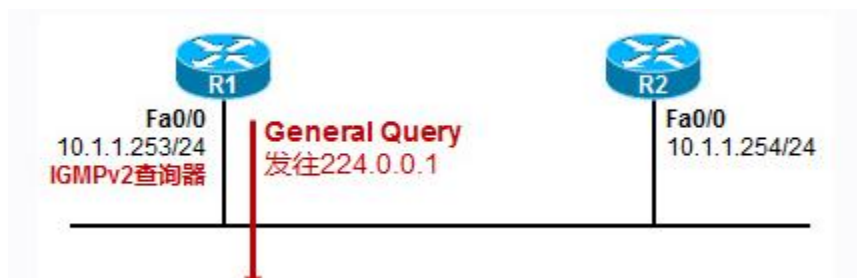 R1
R2
Fa0/0
10.1.1.253/24
IGMPv2查询器
General Query
发往224.0.0.1
Fa0/0
10.1.1.254/24